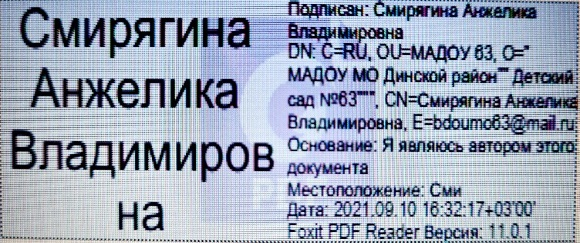 Смирягина
Анжелика
Владимиров
на
Подписан: Смирягина Анжелика
Владимировна
DN: C=RU, OU=МАДОУ 63, O="
МАДОУ МО Динской район"" Детский
сад №63"""", CN=Смирягина Анжелика
Владимировна, E=bdoumo63@mail.ru
Основание: Я являюсь автором этого
документа
Местоположение: Сми
Дата: 2021.09.10 16:32:17+03'00'
Foxit PDF Reader Версия: 11.0.1